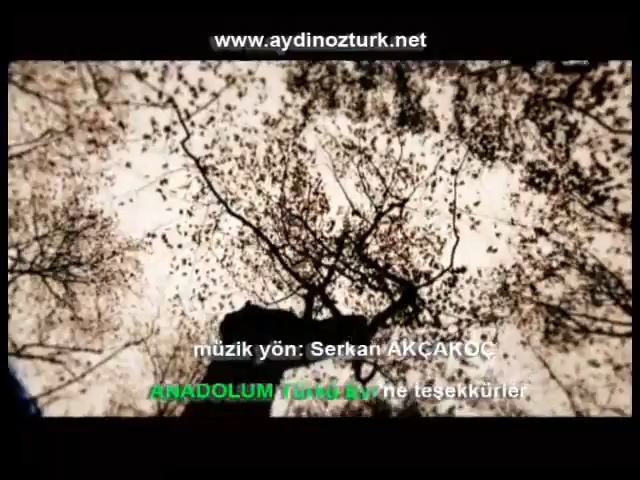 www.aydinozturk.net
müzik yön: Serkan AKÇAKOÇ
ANADOLUM Türkü Evi'ne teşekkürler